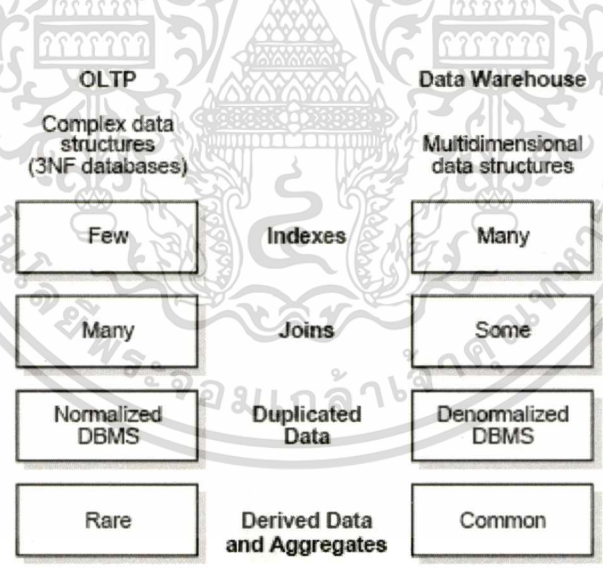 OLTP
Data Warehouse
Complex data
structures
(3NF databases)
Multidimensional
data structures
Few
Indexes
Many
Many
Joins
Some
Normalized
DBMS
Duplicated
Data
Denormalized
DBMS
Rare
Derived Data
and Aggregates
Common